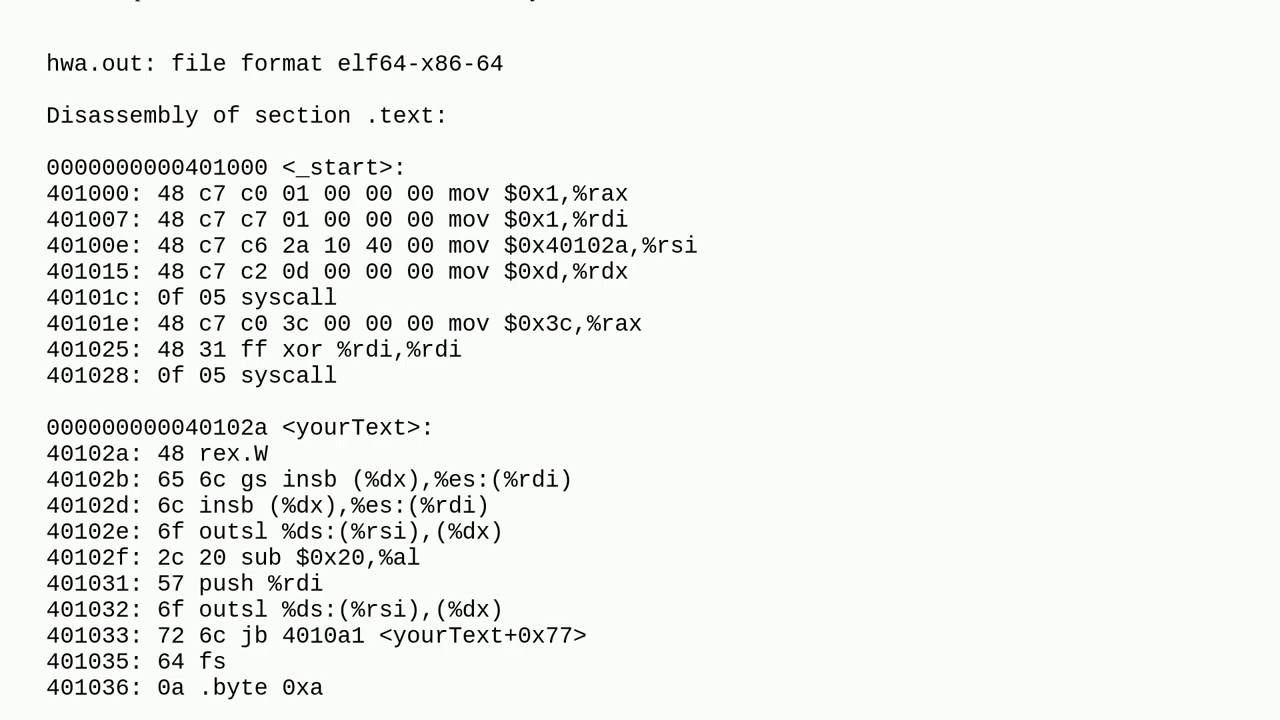 hwa.out: file format elf64-x86-64
Disassembly of section .text:
0000000000401000 <_start>:
401000: 48 c7 c0 01 00 00 00 mov $0x1,%rax
401007: 48 c7 c7 01 00 00 00 mov $0x1,%rdi
40100e: 48 c7 c6 2a 10 40 00 mov $0x40102a,%rsi
401015: 48 c7 c2 0d 00 00 00 mov $0xd,%rdx
40101c: 0f 05 syscall
40101e: 48 c7 c0 3c 00 00 00 mov $0x3c,%rax
401025: 48 31 ff xor %rdi,%rdi
401028: 0f 05 syscall
000000000040102a <yourText>:
40102a: 48 rex.W
40102b: 65 6c gs insb (%dx),%es:(%rdi)
40102d: 6c insb (%dx),%es:(%rdi)
40102e: 6f outsl %ds:(%rsi),(%dx)
40102f: 2c 20 sub $0x20,%al
401031: 57 push %rdi
401032: 6f outsl %ds:(%rsi),(%dx)
401033: 72 6c jb 4010a1 <yourText+0x77>
401035: 64 fs
401036: 0a .byte 0xa